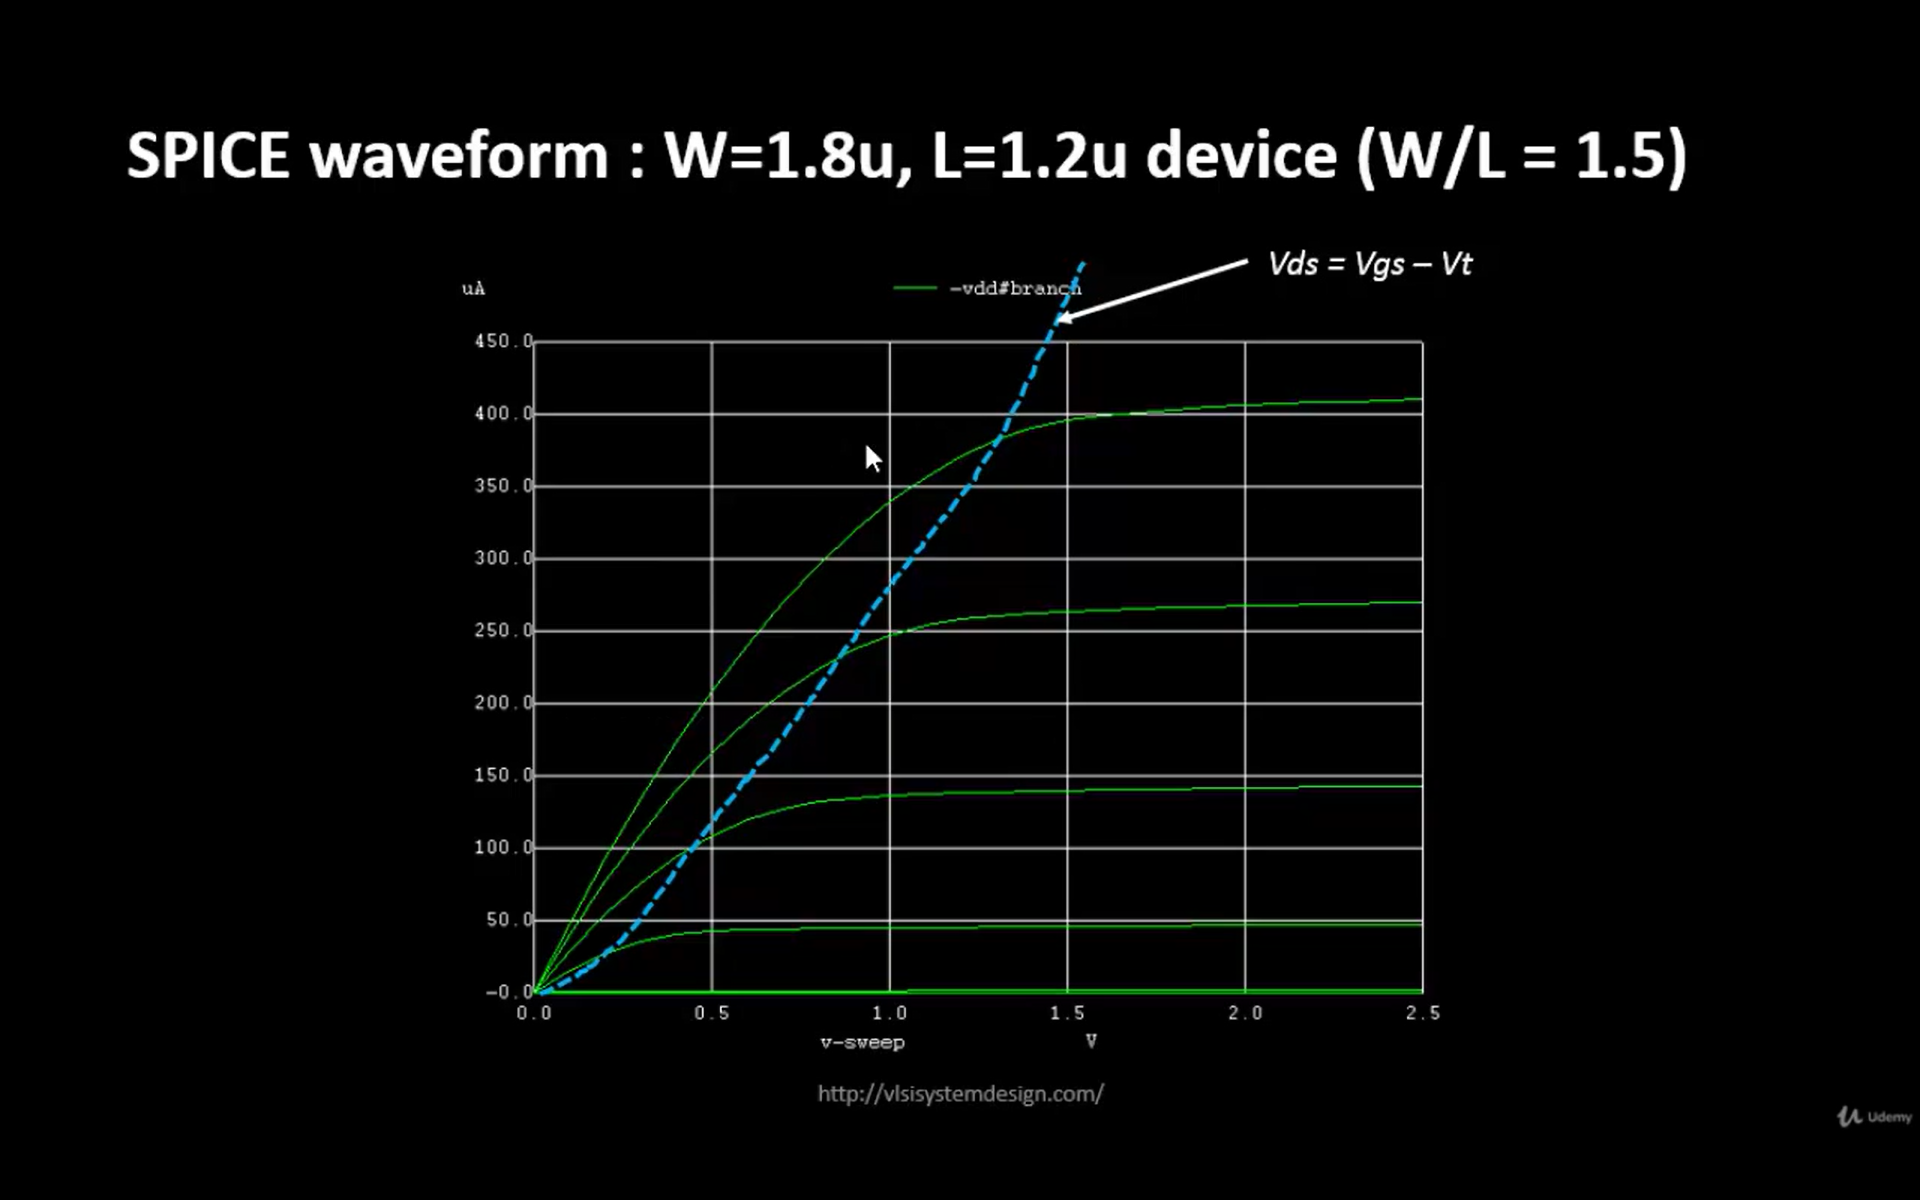 SPICE waveform : W=1.8u, L=1.2u device (W/L = 1.5)
Vds = Vgs – Vt
uA
-vdd#branch
450.0
400.0
350.0
300.0
250.0
200.0
150.0
100.0
50.0
-0.0
0.0 0.5 1.0 1.5 2.0 2.5
v-sweep V
http://vlsisystemdesign.com/
Udemy